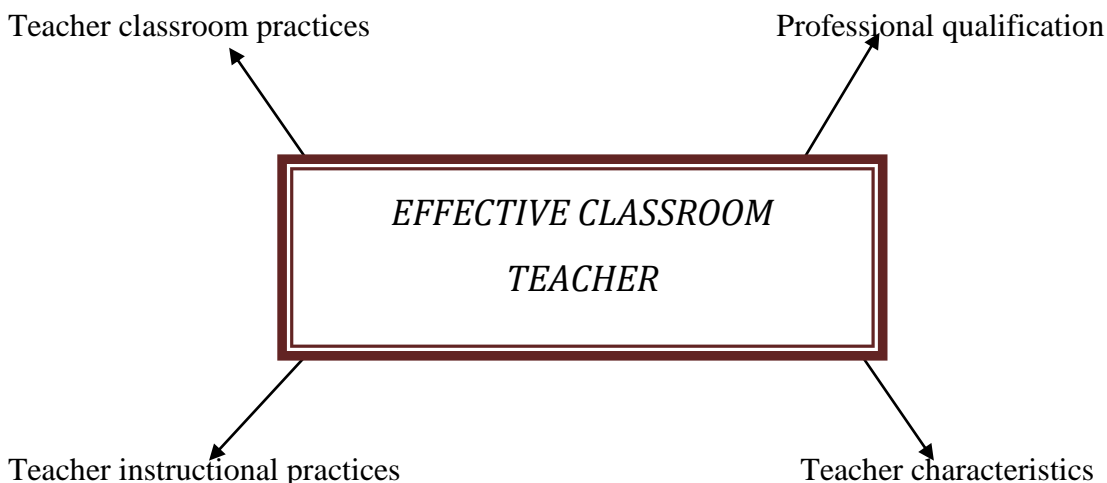 Teacher classroom practices
Professional qualification
EFFECTIVE CLASSROOM
TEACHER
Teacher instructional practices
Teacher characteristics